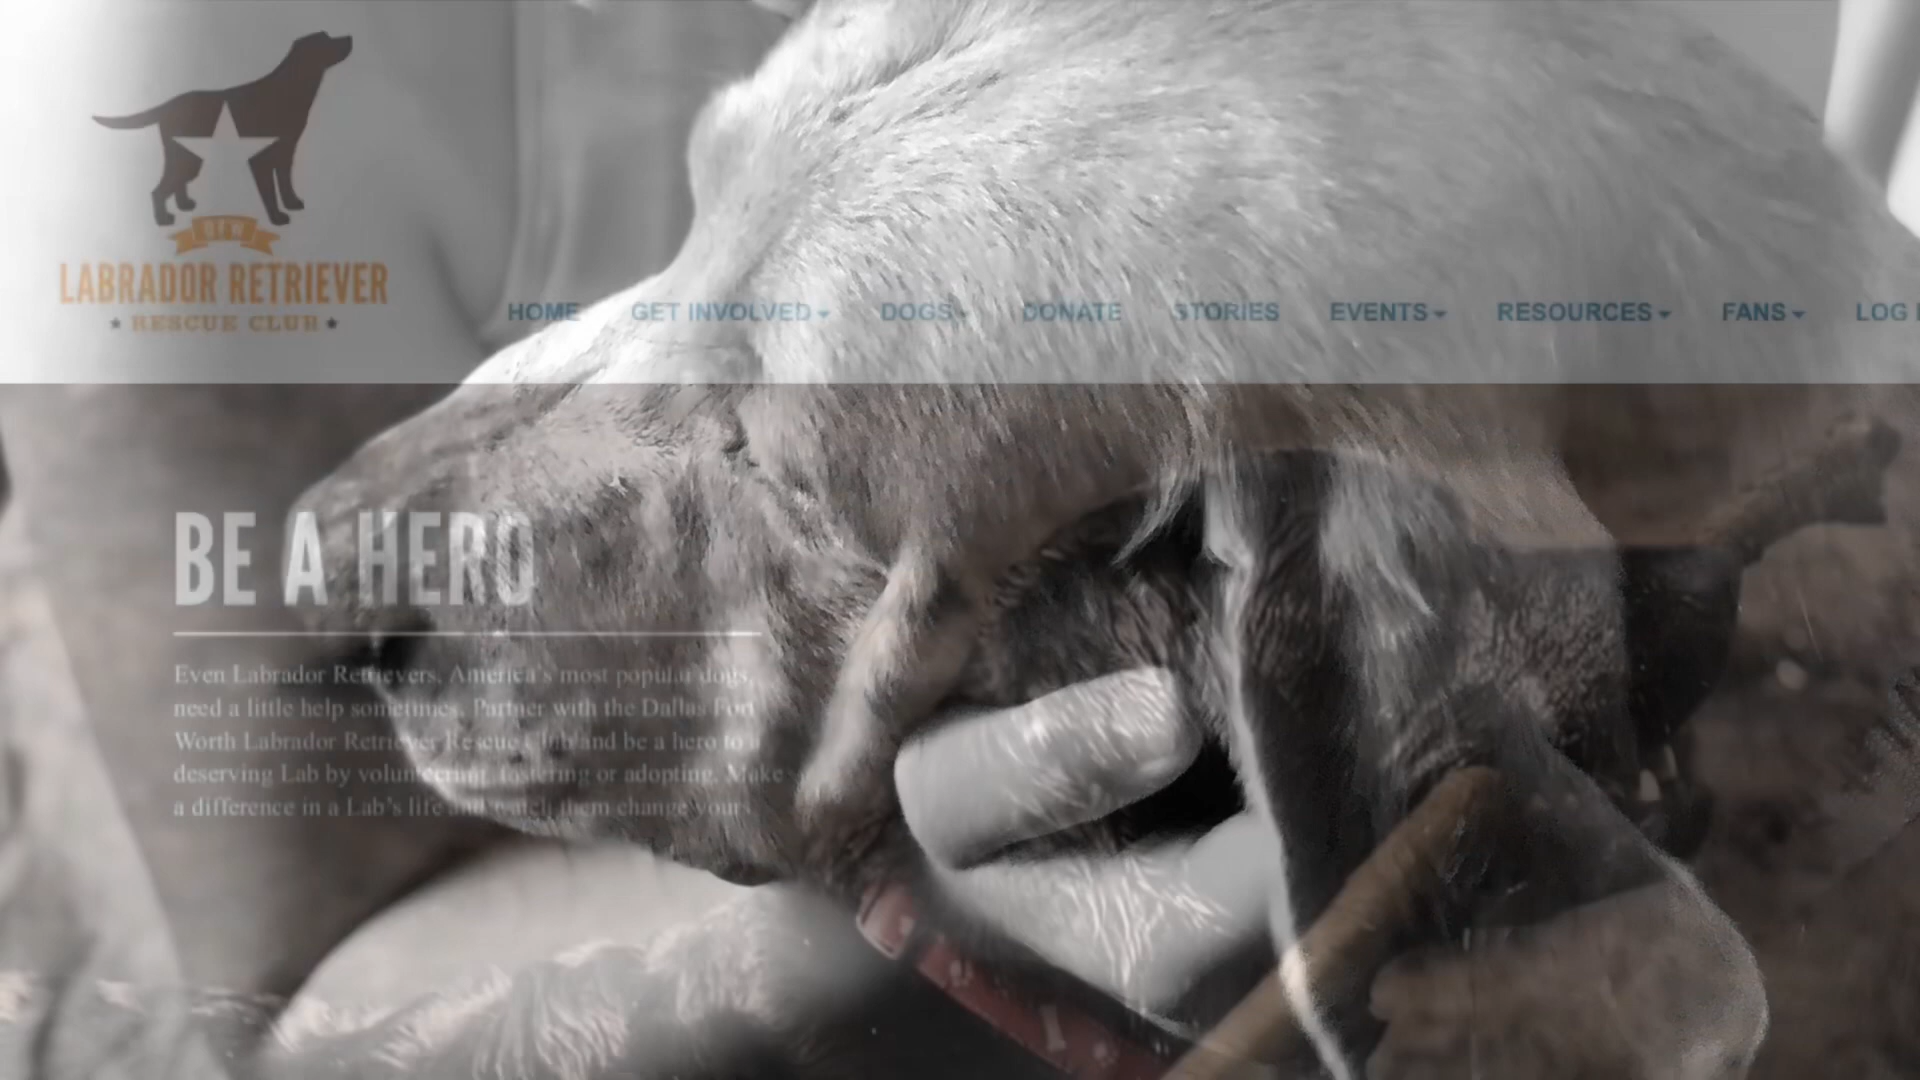 DFW
LABRADOR RETRIEVER
RESCUE CLUB
HOME GET INVOLVED DOGS DONATE STORIES EVENTS RESOURCES FANS LOG
BE A HERO
Even Labrador Retrievers, America's most popular dogs,
need a little help sometimes. Partner with the Dallas Fort
Worth Labrador Retriever Rescue Club and be a hero to a
deserving Lab by volunteering, fostering or adopting. Make
a difference in a Lab's life and watch them change yours.